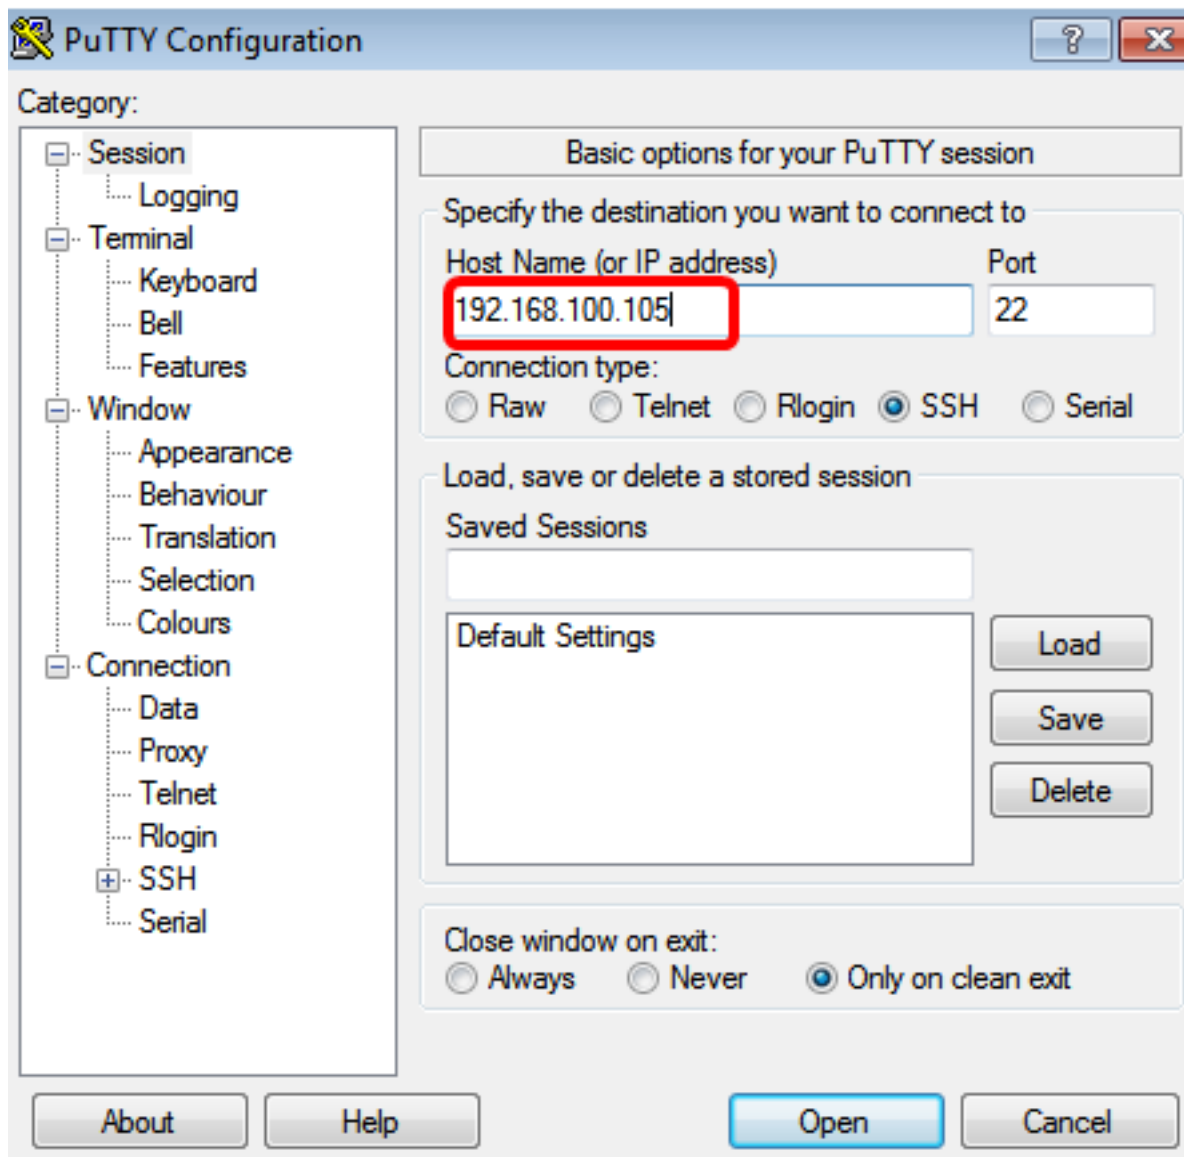 PuTTY Configuration
?
Category:
Session
Logging
Terminal
Keyboard
Bell
Features
Window
Appearance
Behaviour
Translation
Selection
Colours
Connection
Data
Proxy
Telnet
Rlogin
SSH
Serial
Basic options for your PuTTY session
Specify the destination you want to connect to
Host Name (or IP address) Port
192.168.100.105 22
Connection type:
Raw Telnet Rlogin SSH Serial
Load, save or delete a stored session
Saved Sessions
Default Settings
Load
Save
Delete
Close window on exit:
Always Never Only on clean exit
About Help Open Cancel